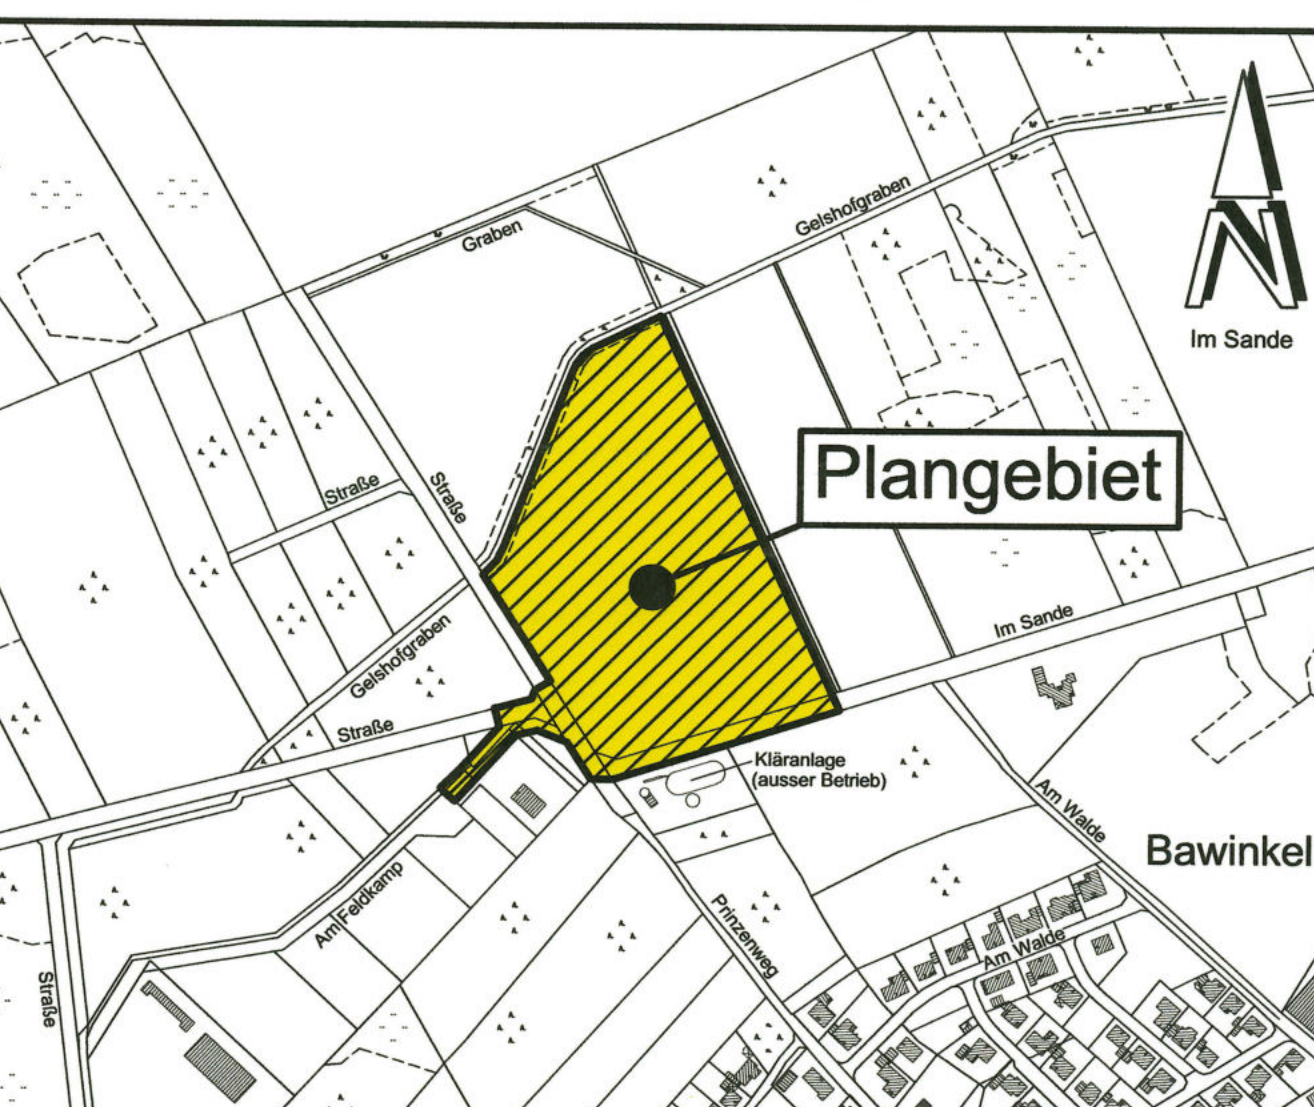 Gelshofgraben
Graben
N
Im Sande
Plangebiet
Straße
Straße
Im Sande
Gelshofgraben
Straße
Kläranlage
(ausser Betrieb)
Am Walde
Bawinkel
Am Feldkamp
Prinzenweg
Am Walde
Straße